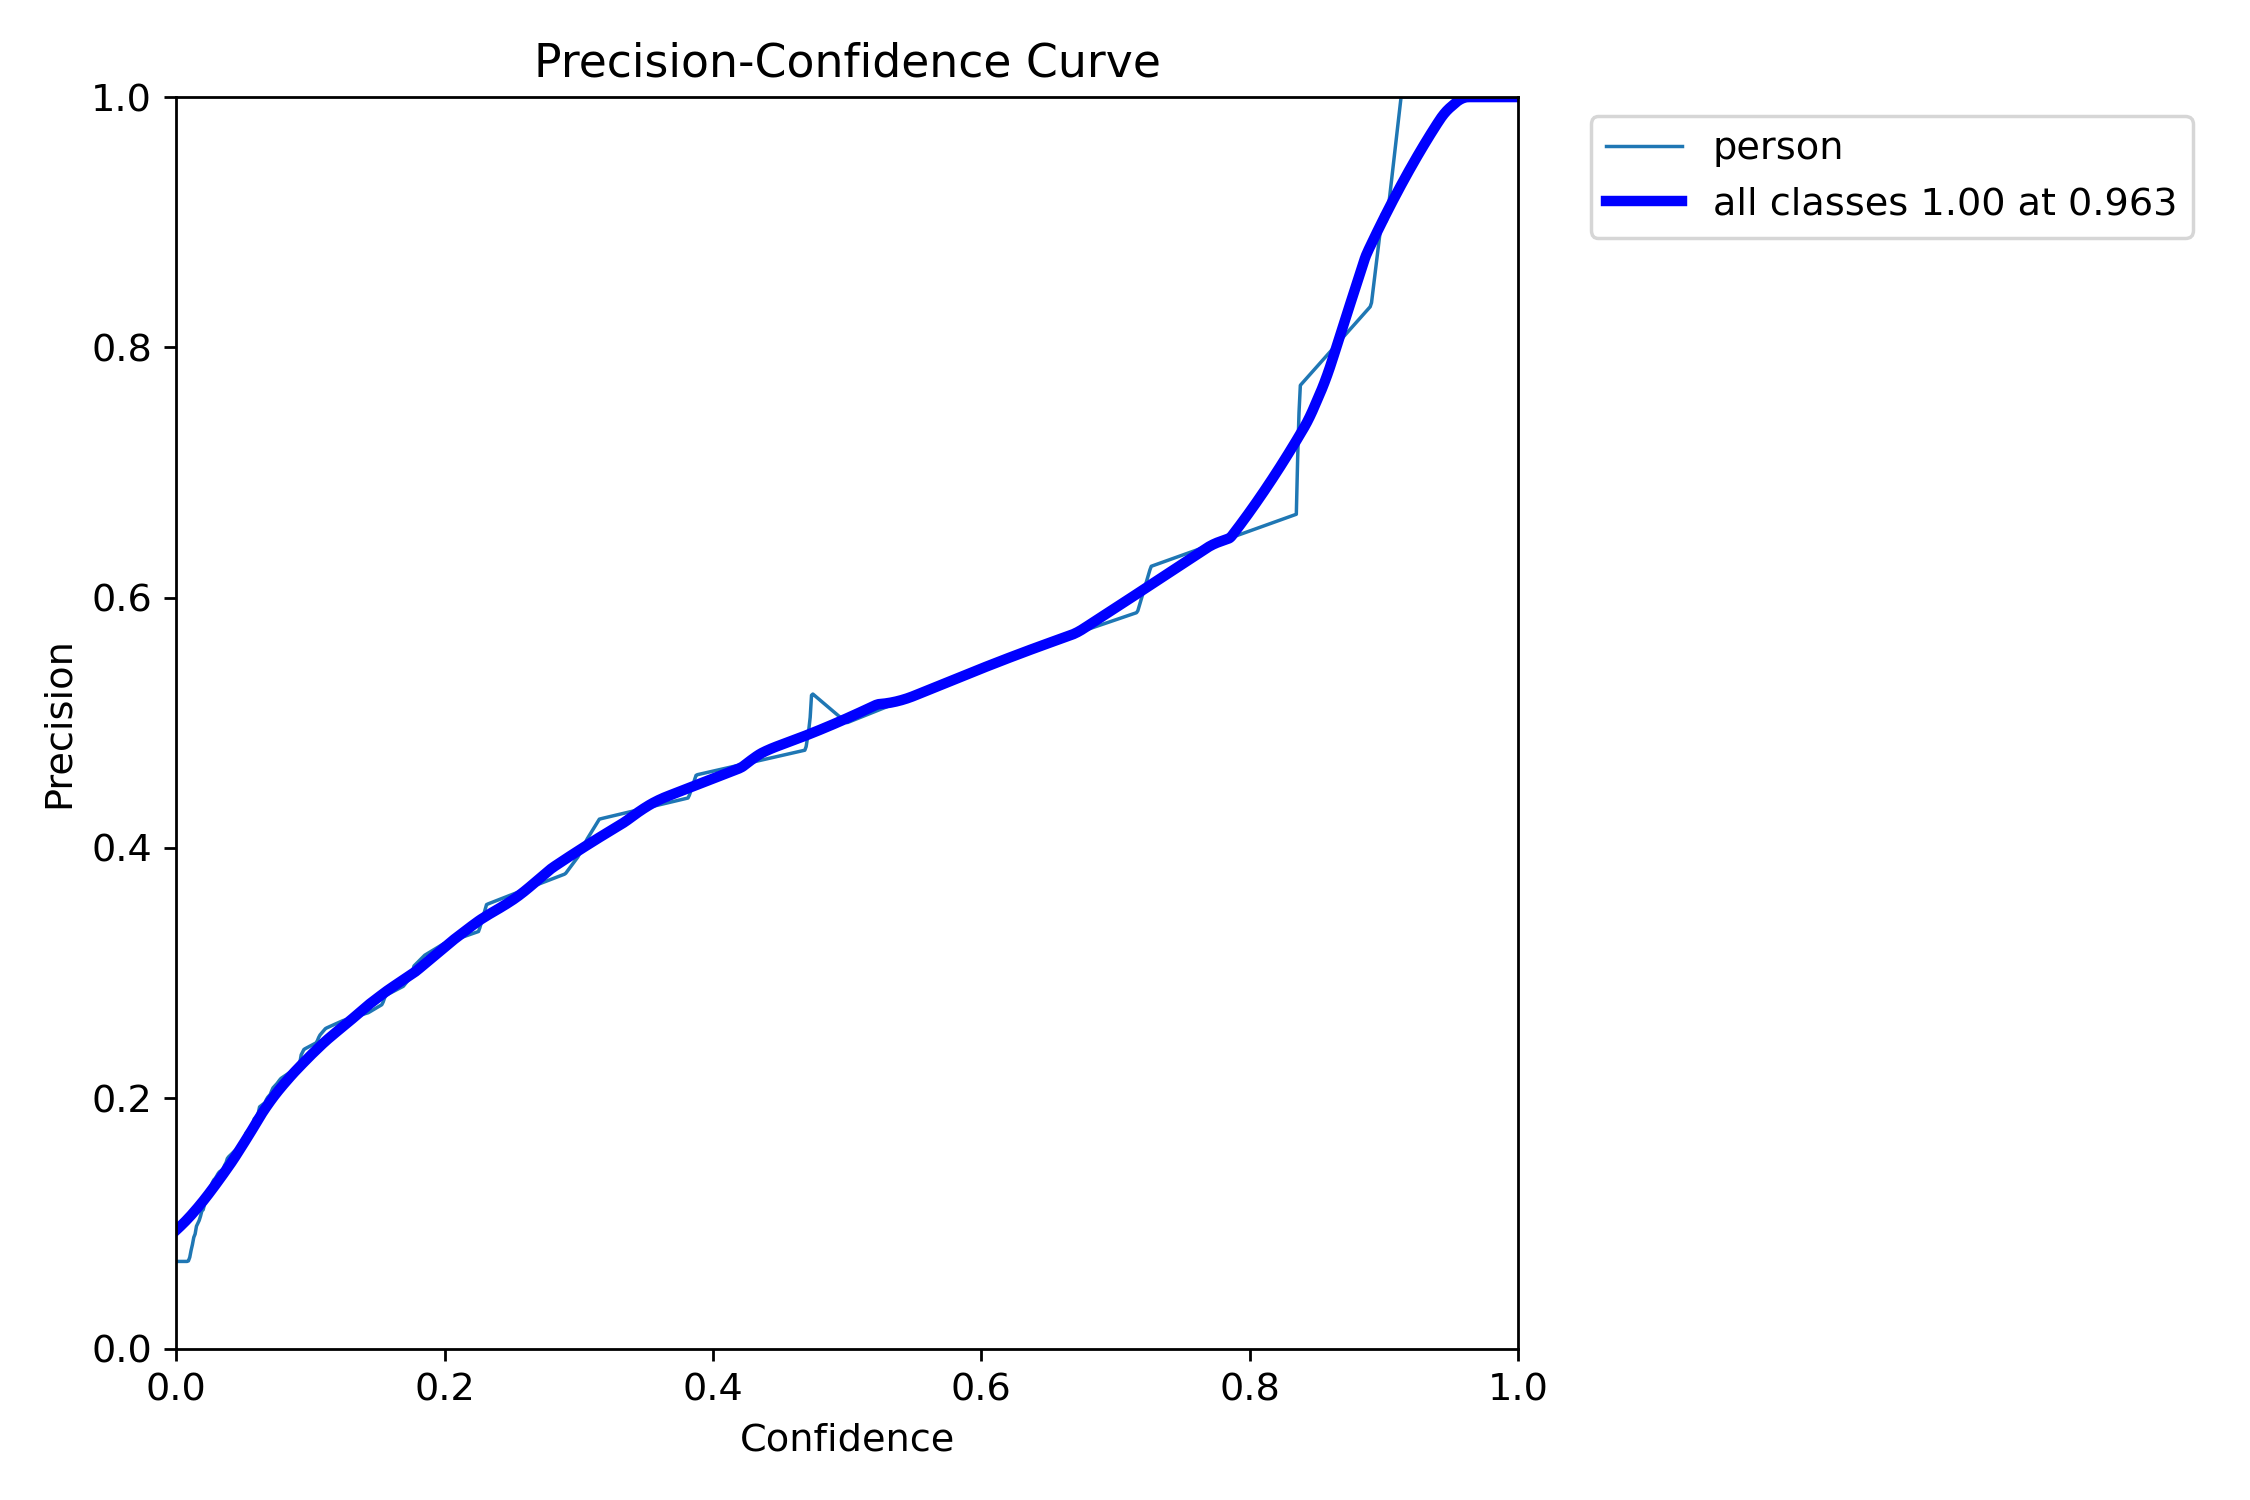 Precision-Confidence Curve
1.0
0.8
0.6
0.4
0.2
0.0
Precision
0.0 0.2 0.4 0.6 0.8 1.0
Confidence
person
all classes 1.00 at 0.963